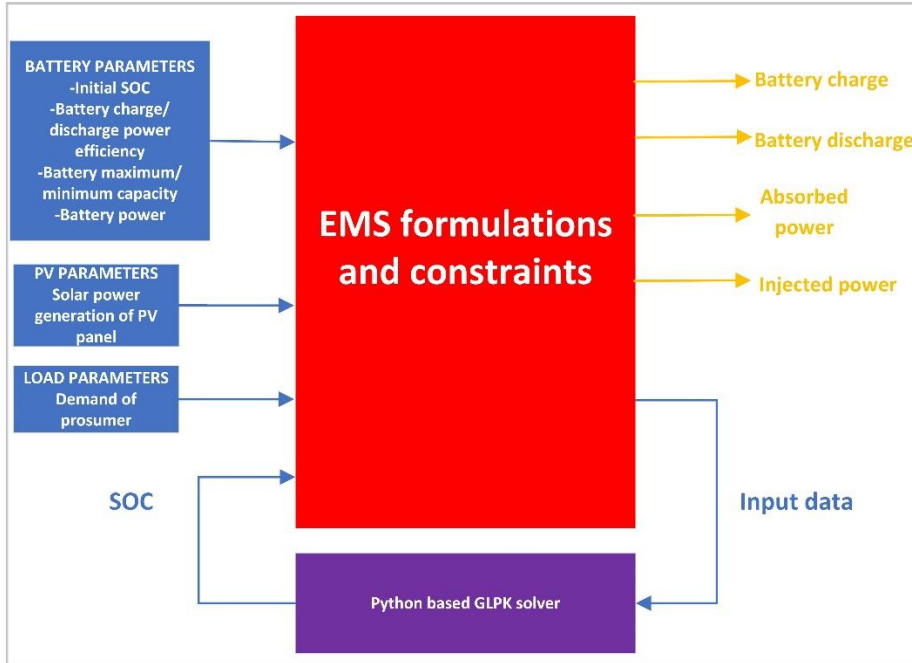 BATTERY PARAMETERS
-Initial SOC
-Battery charge/
discharge power
efficiency
-Battery maximum/
minimum capacity
-Battery power
PV PARAMETERS
Solar power
generation of PV
panel
LOAD PARAMETERS
Demand of
prosumer
SOC
EMS formulations
and constraints
Battery charge
Battery discharge
Absorbed
power
Injected power
Input data
Python based GLPK solver